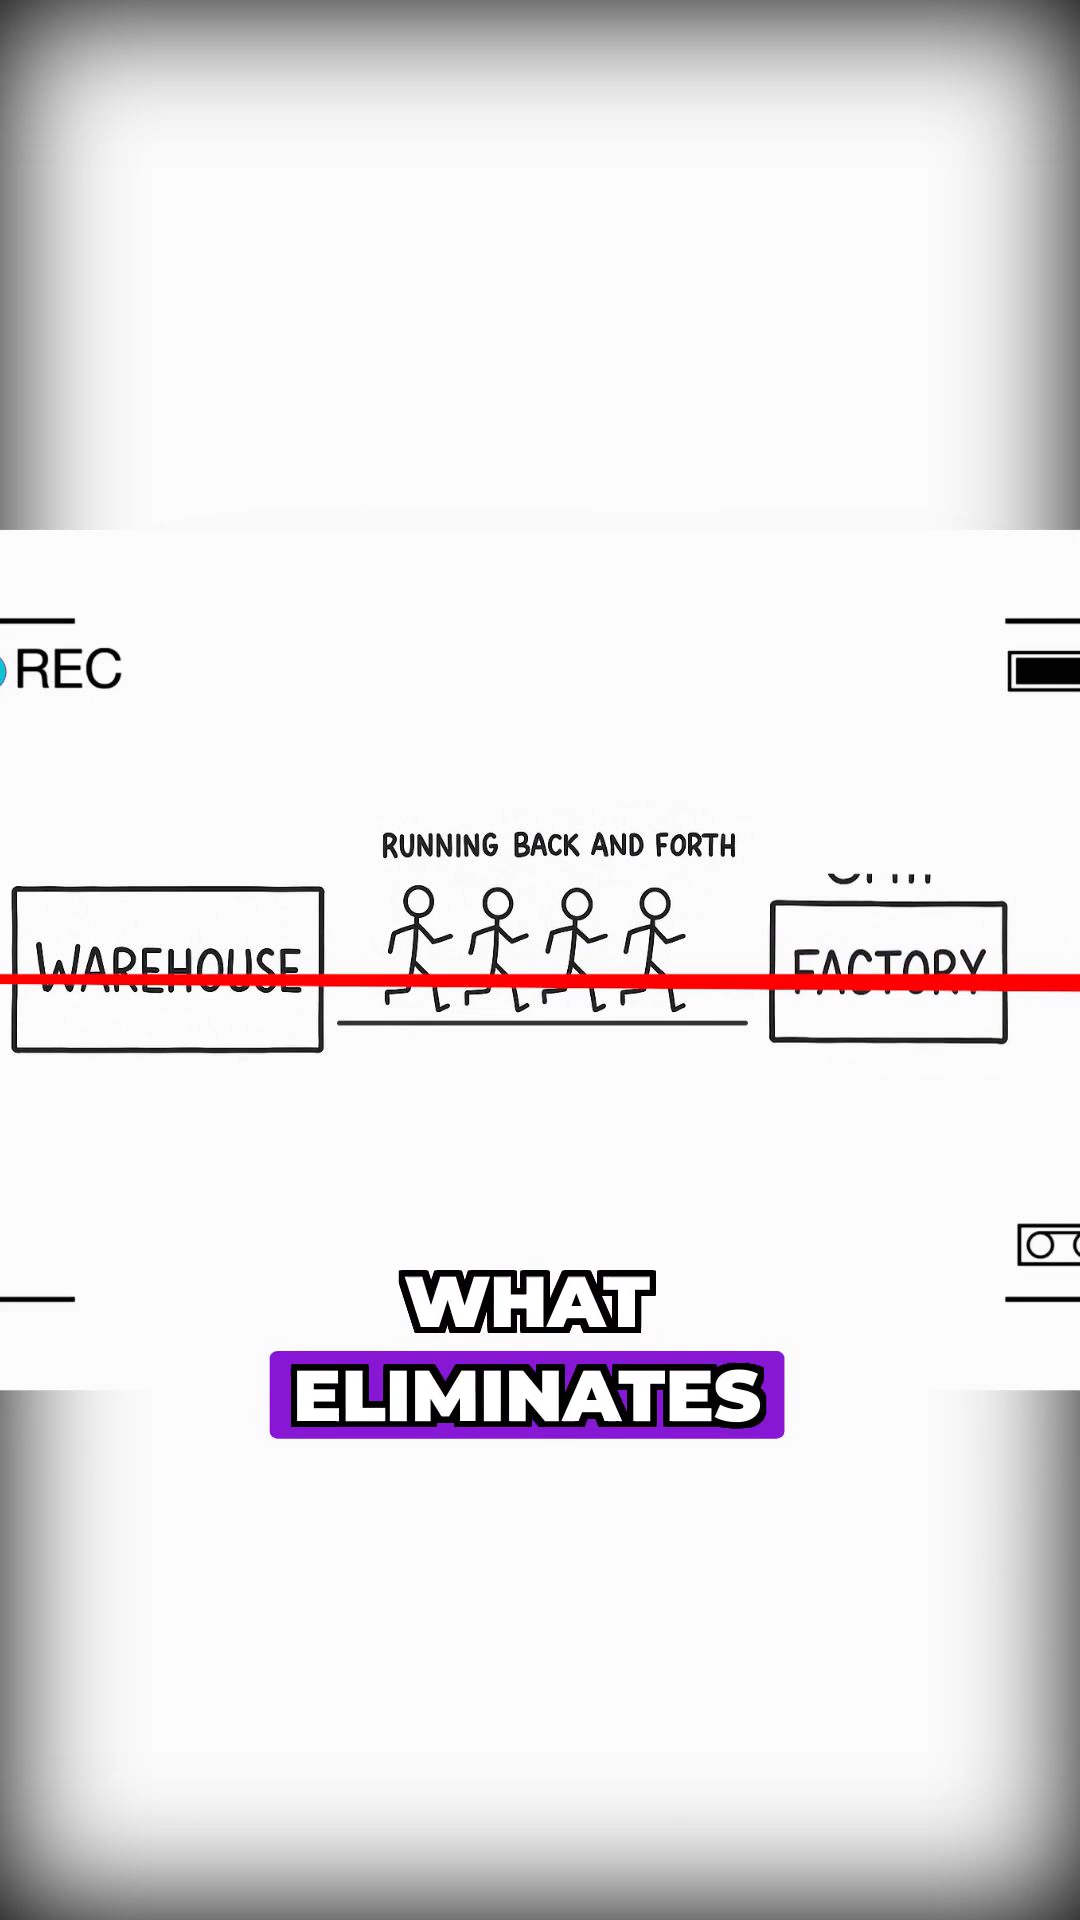 REC
RUNNING BACK AND FORTH
WAREHOUSE
FACTORY
WHAT
ELIMINATES